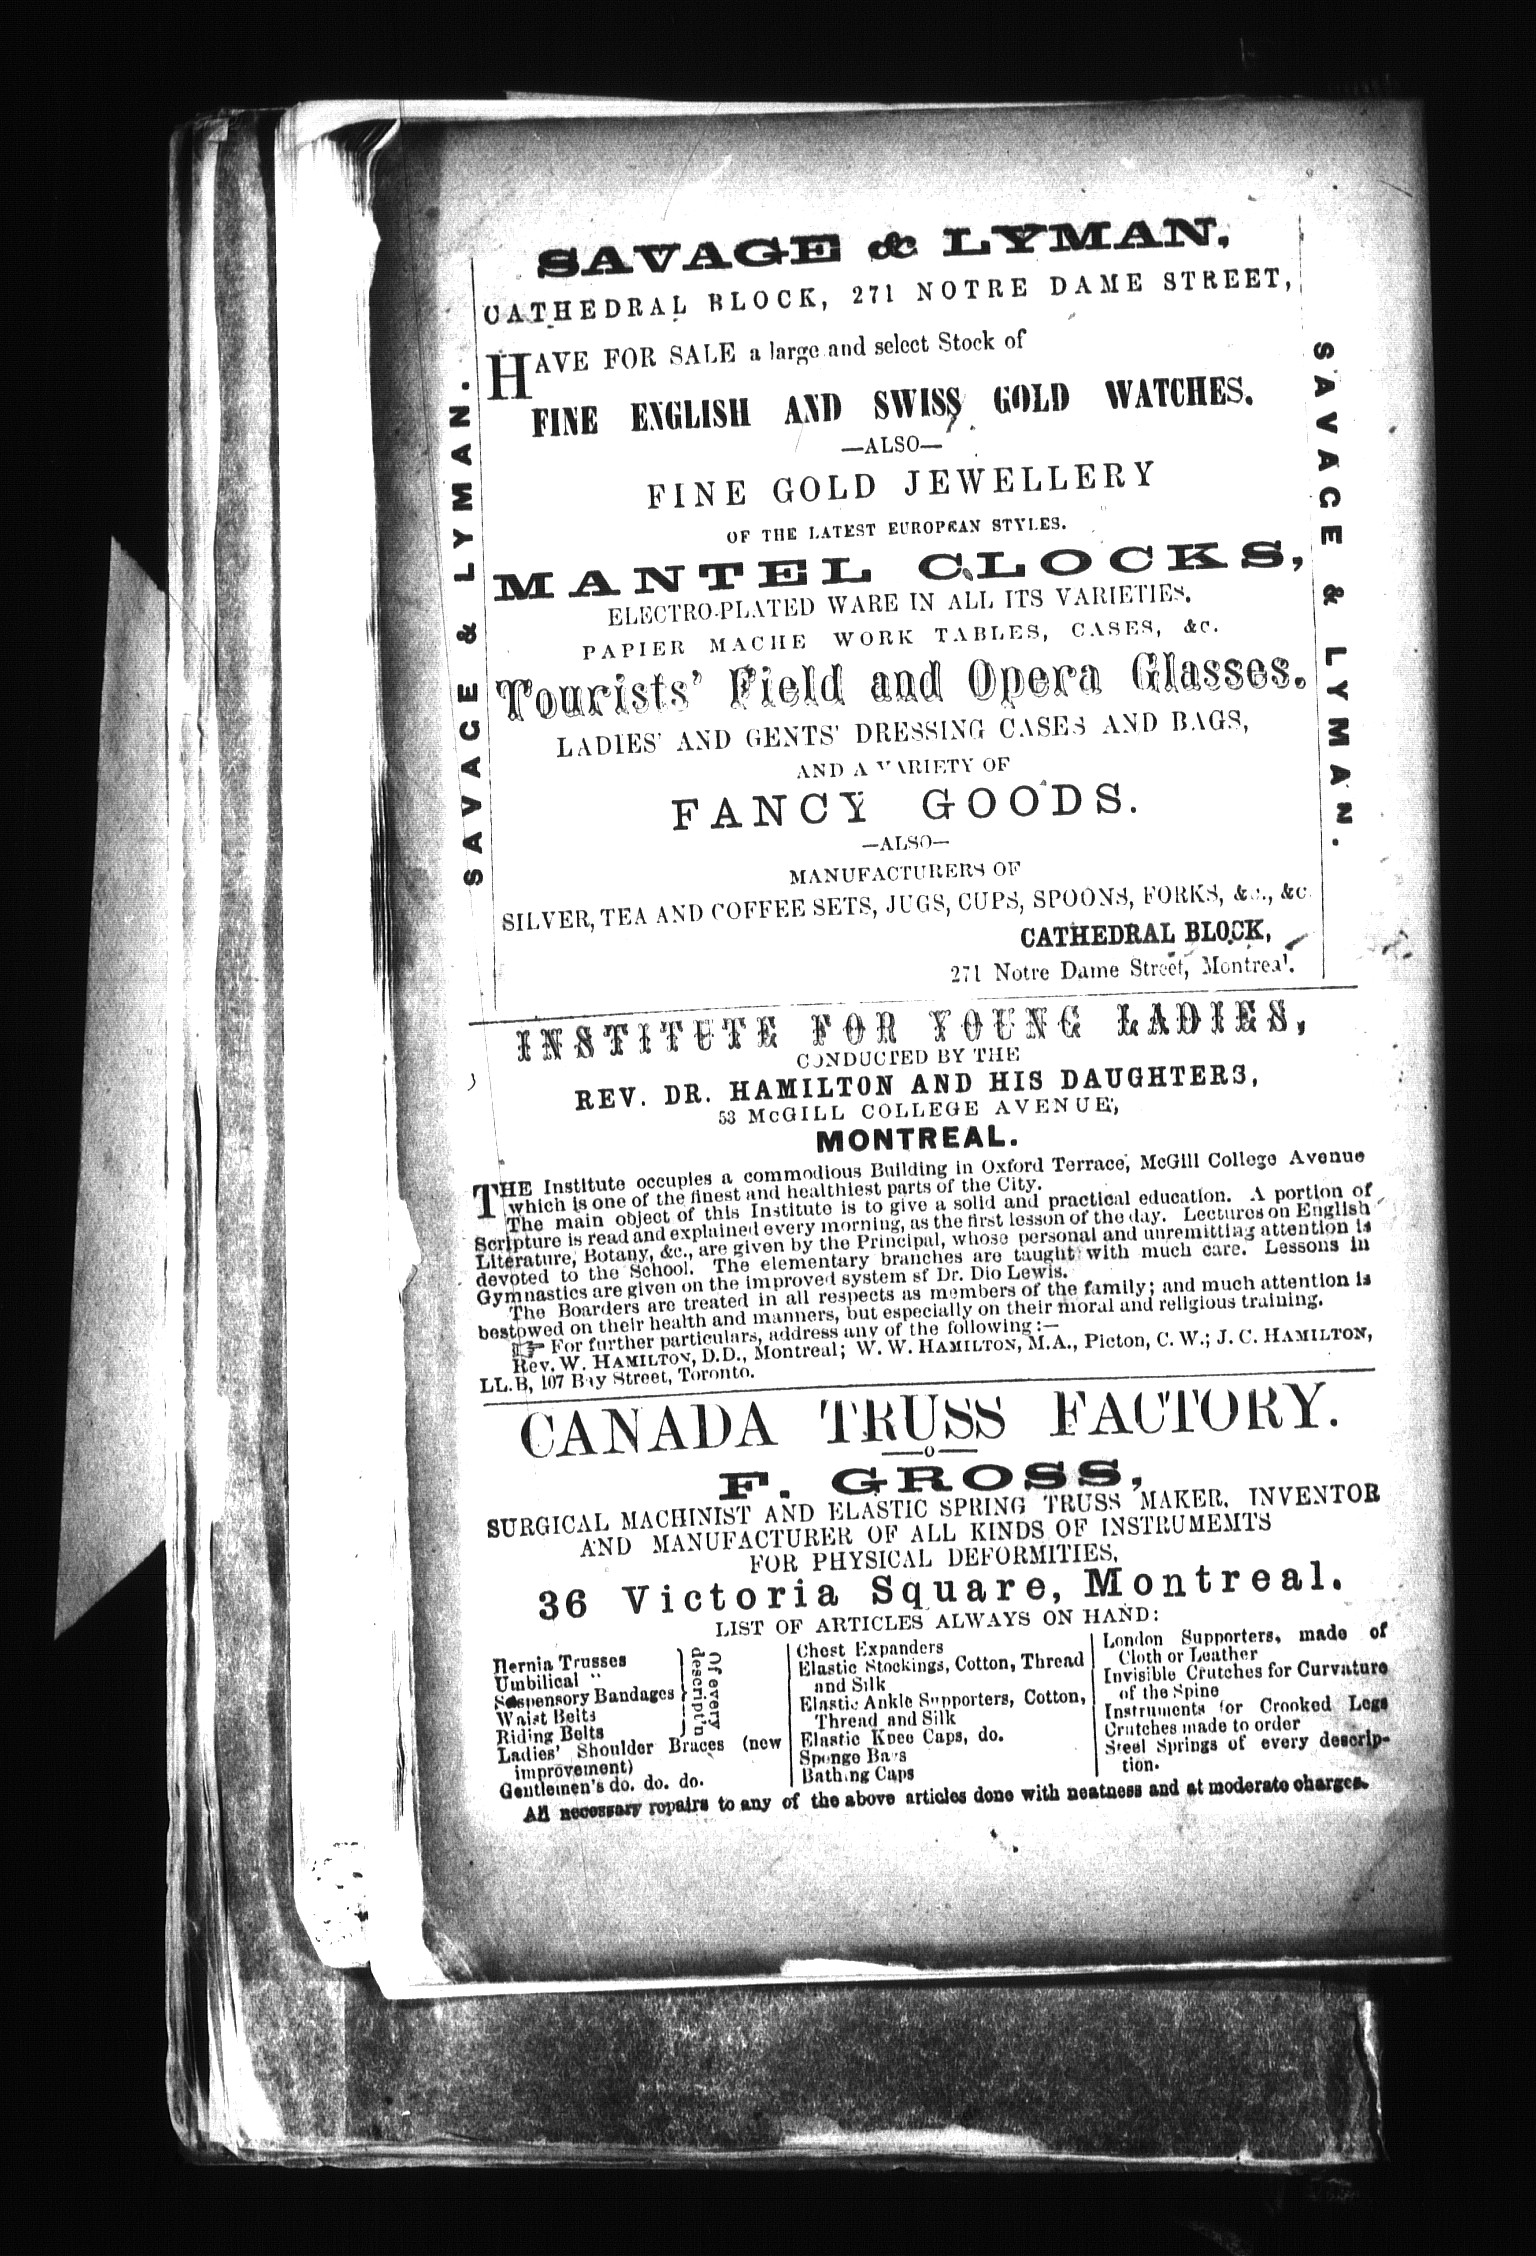 SAVAGE & LYMAN,
CATHEDRAL BLOCK, 271 NOTRE DAME STREET,
HAVE FOR SALE a large and select Stock of
FINE ENGLISH AND SWISS GOLD WATCHES.
—ALSO—
FINE GOLD JEWELLERY
OF THE LATEST EUROPEAN STYLES.
MANTEL CLOCKS,
ELECTRO-PLATED WARE IN ALL ITS VARIETIES.
PAPIER MACHE WORK TABLES, CASES, &c.
Tourists' Field and Opera Glasses.
LADIES' AND GENTS' DRESSING CASES AND BAGS,
AND A VARIETY OF
FANCY GOODS.
—ALSO—
MANUFACTURERS OF
SILVER, TEA AND COFFEE SETS, JUGS, CUPS, SPOONS, FORKS, &c., &c.
CATHEDRAL BLOCK,
271 Notre Dame Street, Montreal.
SAVAGE & LYMAN.
SAVAGE & LYMAN.
INSTITUTE FOR YOUNG LADIES,
CONDUCTED BY THE
REV. DR. HAMILTON AND HIS DAUGHTERS,
53 McGILL COLLEGE AVENUE,
MONTREAL.
THE Institute occupies a commodious Building in Oxford Terrace, McGill College Avenue
which is one of the finest and healthiest parts of the City.
The main object of this Institute is to give a solid and practical education. A portion of
Scripture is read and explained every morning, as the first lesson of the day. Lectures on English
Literature, Botany, &c., are given by the Principal, whose personal and unremitting attention is
devoted to the School. The elementary branches are taught with much care. Lessons in
Gymnastics are given on the improved system sf Dr. Dio Lewis.
The Boarders are treated in all respects as members of the family; and much attention is
bestowed on their health and manners, but especially on their moral and religious training.
☞ For further particulars, address any of the following:—
Rev. W. HAMILTON, D.D., Montreal; W. W. HAMILTON, M.A., Picton, C. W.; J. C. HAMILTON,
LL.B, 107 Bay Street, Toronto.
CANADA TRUSS FACTORY.
—o—
F. GROSS,
SURGICAL MACHINIST AND ELASTIC SPRING TRUSS MAKER, INVENTOR
AND MANUFACTURER OF ALL KINDS OF INSTRUMEMTS
FOR PHYSICAL DEFORMITIES,
36 Victoria Square, Montreal.
LIST OF ARTICLES ALWAYS ON HAND:
Hernia Trusses
Umbilical "
Suspensory Bandages
Waist Belts
Riding Belts
Of every
descript'n
Ladies' Shoulder Braces (new
improvement)
Gentlemen's do. do. do.
Chest Expanders
Elastic Stockings, Cotton, Thread
and Silk
Elastic Ankle Supporters, Cotton,
Thread and Silk
Elastic Knee Caps, do.
Sponge Bags
Bathing Caps
London Supporters, made of
Cloth or Leather
Invisible Crutches for Curvature
of the Spine
Instruments for Crooked Legs
Crutches made to order
Steel Springs of every descrip-
tion.
All necessary repairs to any of the above articles done with neatness and at moderate charges.